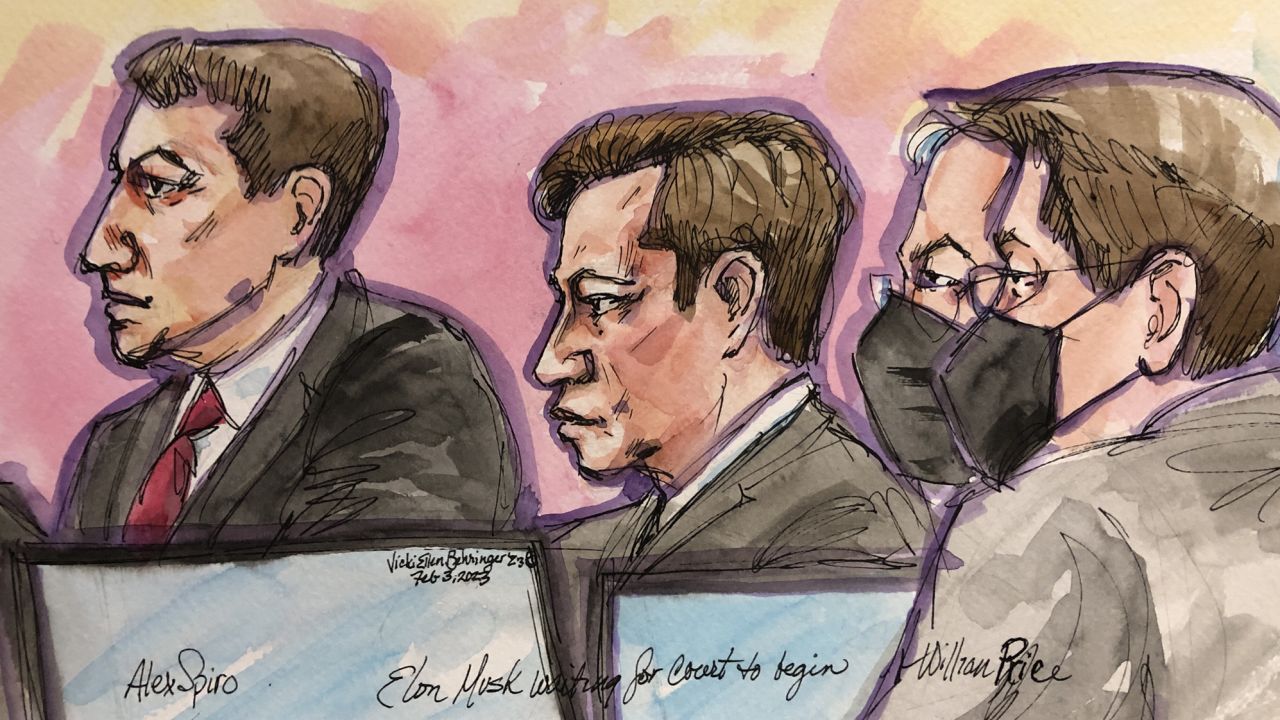 Vicki Ellen Behringer
Feb 3, 2023
Alex Spiro
Elon Musk waiting for court to begin
William Price